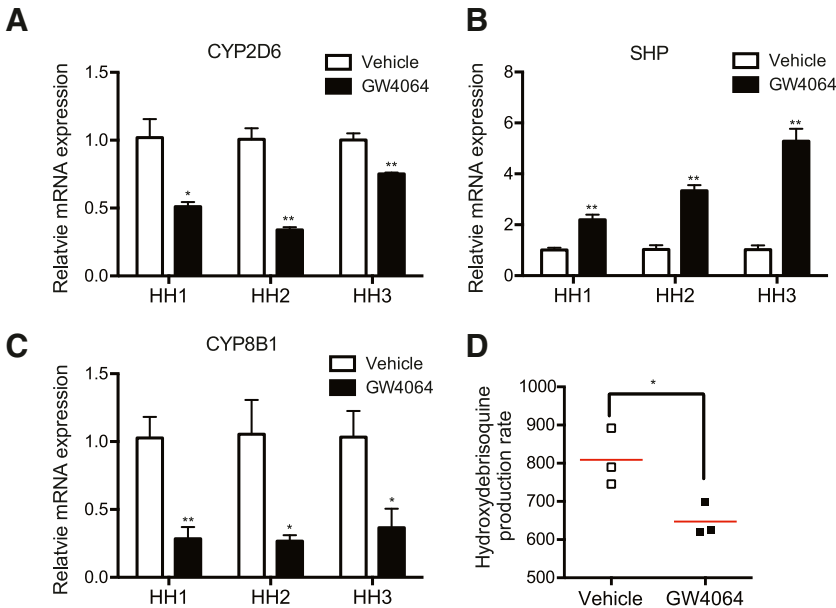 A
CYP2D6
Vehicle
GW4064
Relatvie mRNA expression
1.5
1.0
0.5
0.0
*
**
**
HH1 HH2 HH3
B
SHP
Vehicle
GW4064
Relatvie mRNA expression
8
6
4
2
0
**
**
**
HH1 HH2 HH3
C
CYP8B1
Vehicle
GW4064
Relatvie mRNA expression
1.5
1.0
0.5
0.0
**
*
*
HH1 HH2 HH3
D
Hydroxydebrisoquine
production rate
1000
900
800
700
600
500
*
Vehicle GW4064